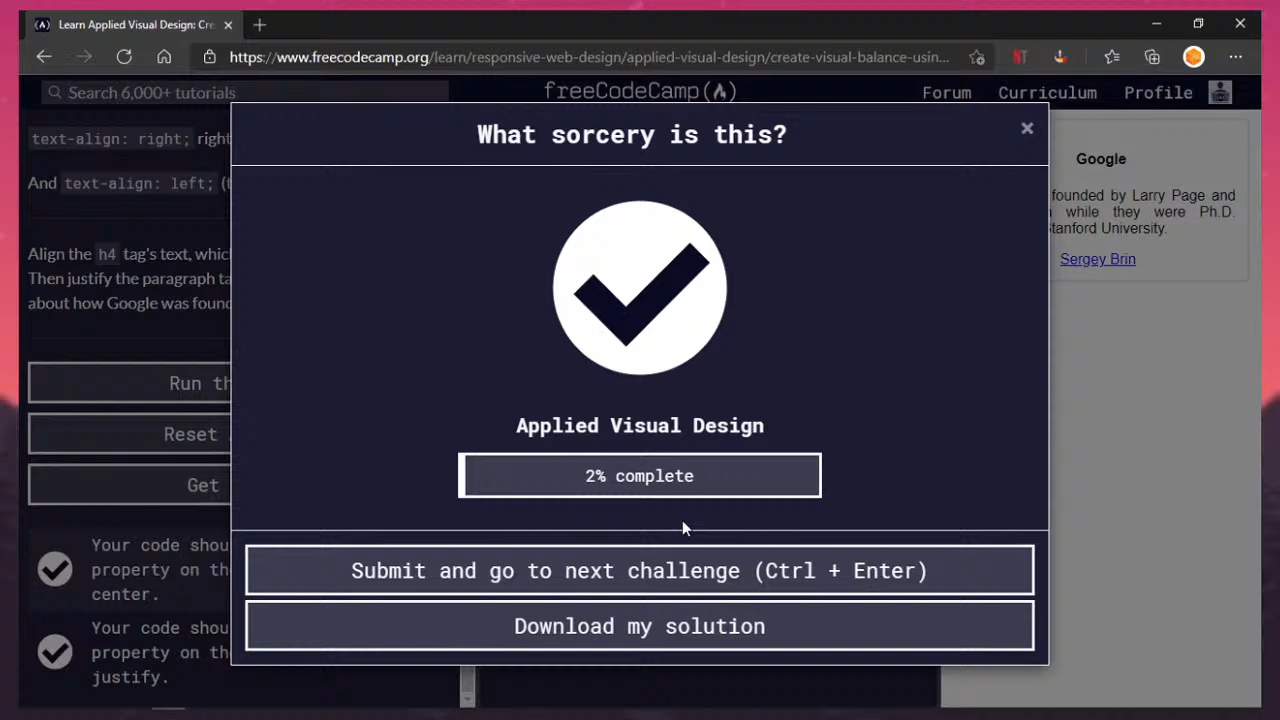 Learn Applied Visual Design: Cre
https://www.freecodecamp.org/learn/responsive-web-design/applied-visual-design/create-visual-balance-usin...
Search 6,000+ tutorials
freeCodeCamp
Forum
Curriculum
Profile
text-align: right; right
And text-align: left; (t
Align the h4 tag's text, whic
Then justify the paragraph ta
about how Google was foun
Run th
Reset
Get
Your code shou
property on the
center.
Your code shou
property on the
justify.
What sorcery is this?
×
Applied Visual Design
2% complete
Submit and go to next challenge (Ctrl + Enter)
Download my solution
Google
founded by Larry Page and
while they were Ph.D.
Stanford University.
Sergey Brin